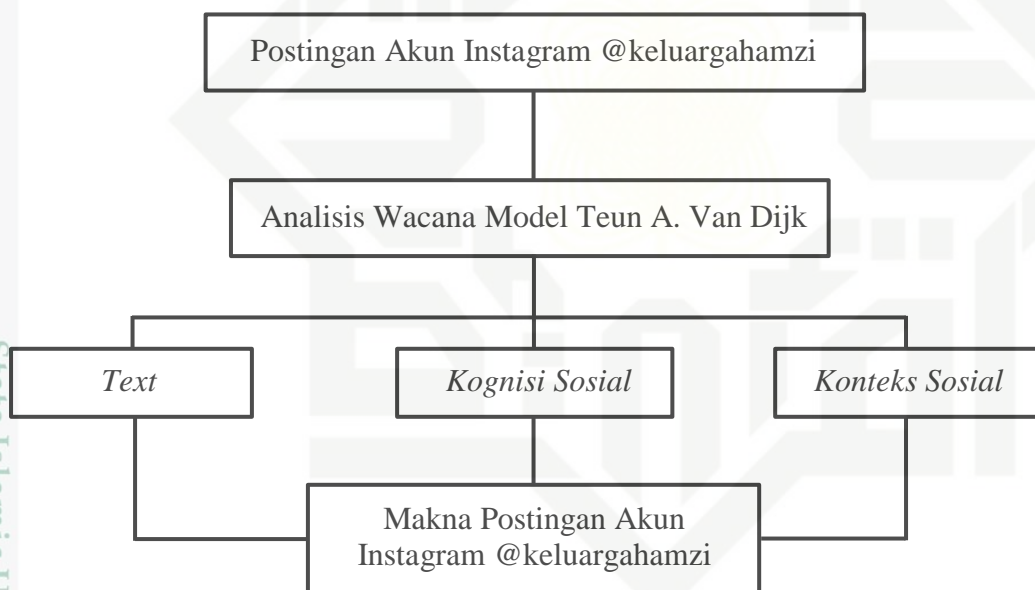 Postingan Akun Instagram @keluargahamzi
Analisis Wacana Model Teun A. Van Dijk
Text
Kognisi Sosial
Konteks Sosial
Makna Postingan Akun
Instagram @keluargahamzi